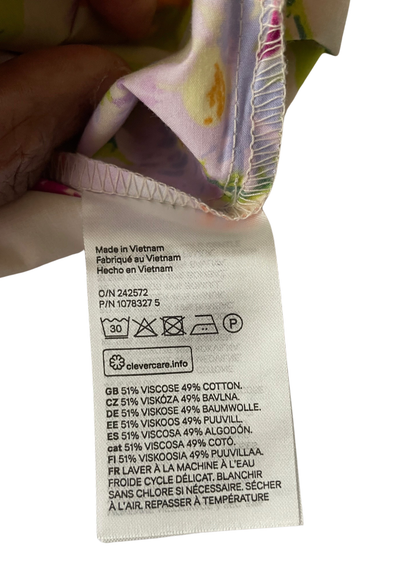 Made in Vietnam
Fabriqué au Vietnam
Hecho en Vietnam
O/N 242572
P/N 1078327 5
30
P
clevercare.info
GB 51% VISCOSE 49% COTTON.
CZ 51% VISKÓZA 49% BAVLNA.
DE 51% VISKOSE 49% BAUMWOLLE.
EE 51% VISKOOS 49% PUUVILL.
ES 51% VISCOSA 49% ALGODÓN.
cat 51% VISCOSA 49% COTÓ.
FI 51% VISKOOSIA 49% PUUVILLAA.
FR LAVER À LA MACHINE À L'EAU
FROIDE CYCLE DÉLICAT. BLANCHIR
SANS CHLORE SI NÉCESSAIRE. SÉCHER
À L'AIR. REPASSER À TEMPÉRATURE